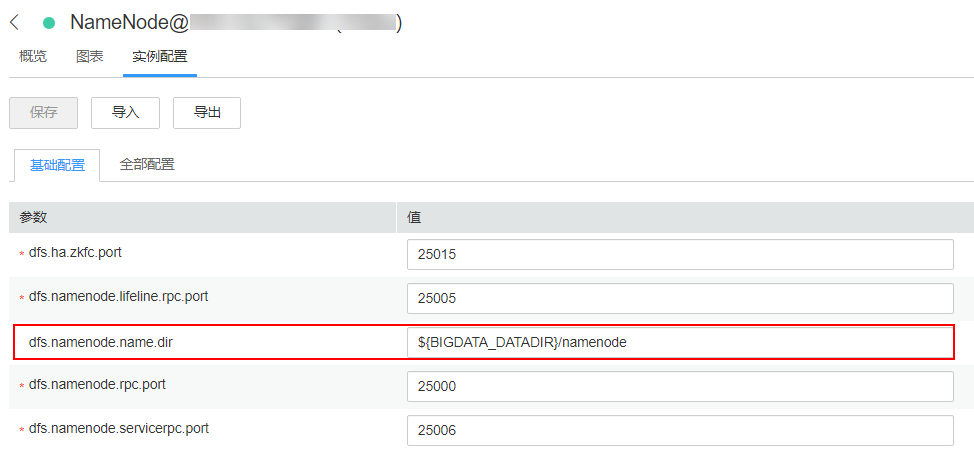 NameNode@ )
概览 图表 实例配置
保存 导入 导出
基础配置 全部配置
参数 值
* dfs.ha.zkfc.port 25015
* dfs.namenode.lifeline.rpc.port 25005
dfs.namenode.name.dir ${BIGDATA_DATADIR}/namenode
* dfs.namenode.rpc.port 25000
* dfs.namenode.servicerpc.port 25006